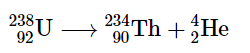 ²³⁸₉₂U ⟶ ²³⁴₉₀Th + ⁴₂He